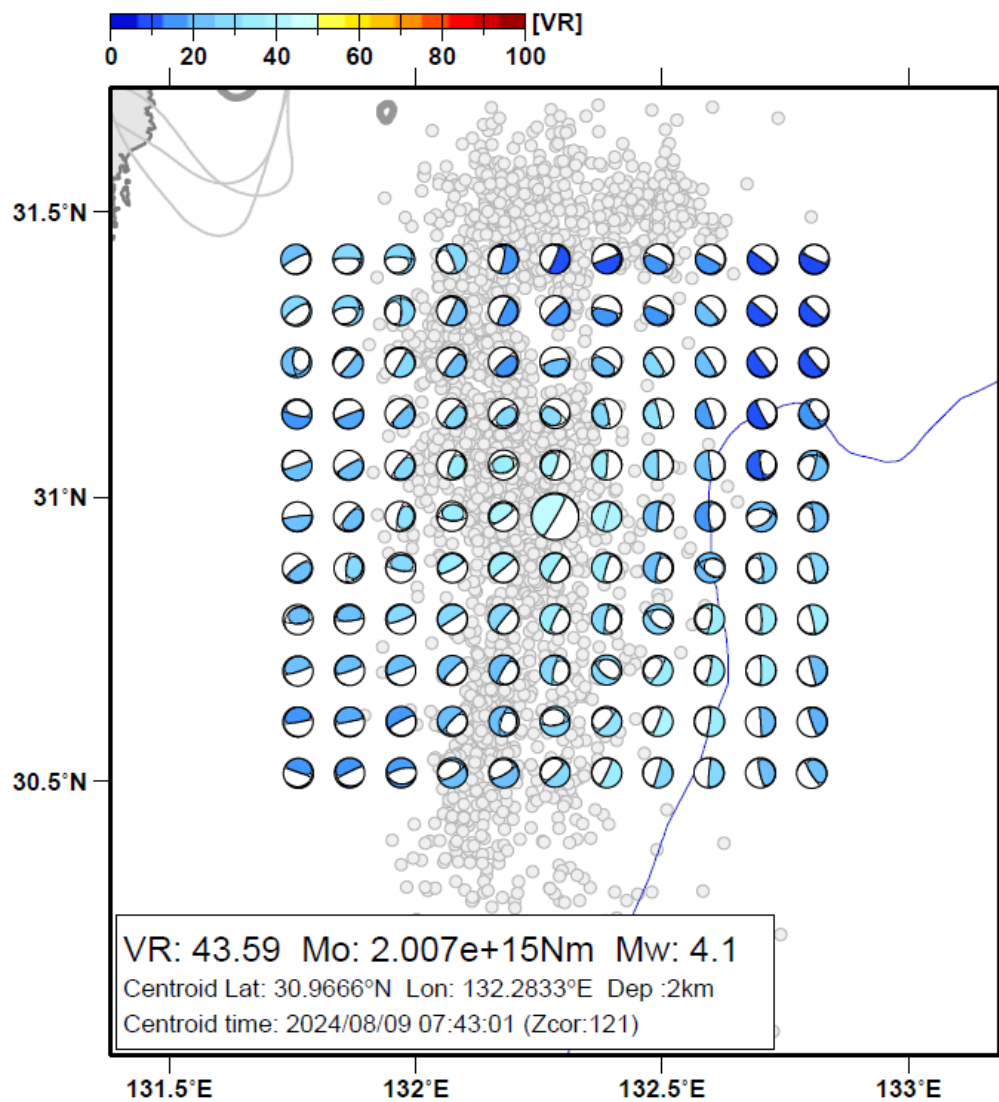 [VR]
0 20 40 60 80 100
31.5°N
31°N
30.5°N
VR: 43.59 Mo: 2.007e+15Nm Mw: 4.1
Centroid Lat: 30.9666°N Lon: 132.2833°E Dep :2km
Centroid time: 2024/08/09 07:43:01 (Zcor:121)
131.5°E 132°E 132.5°E 133°E